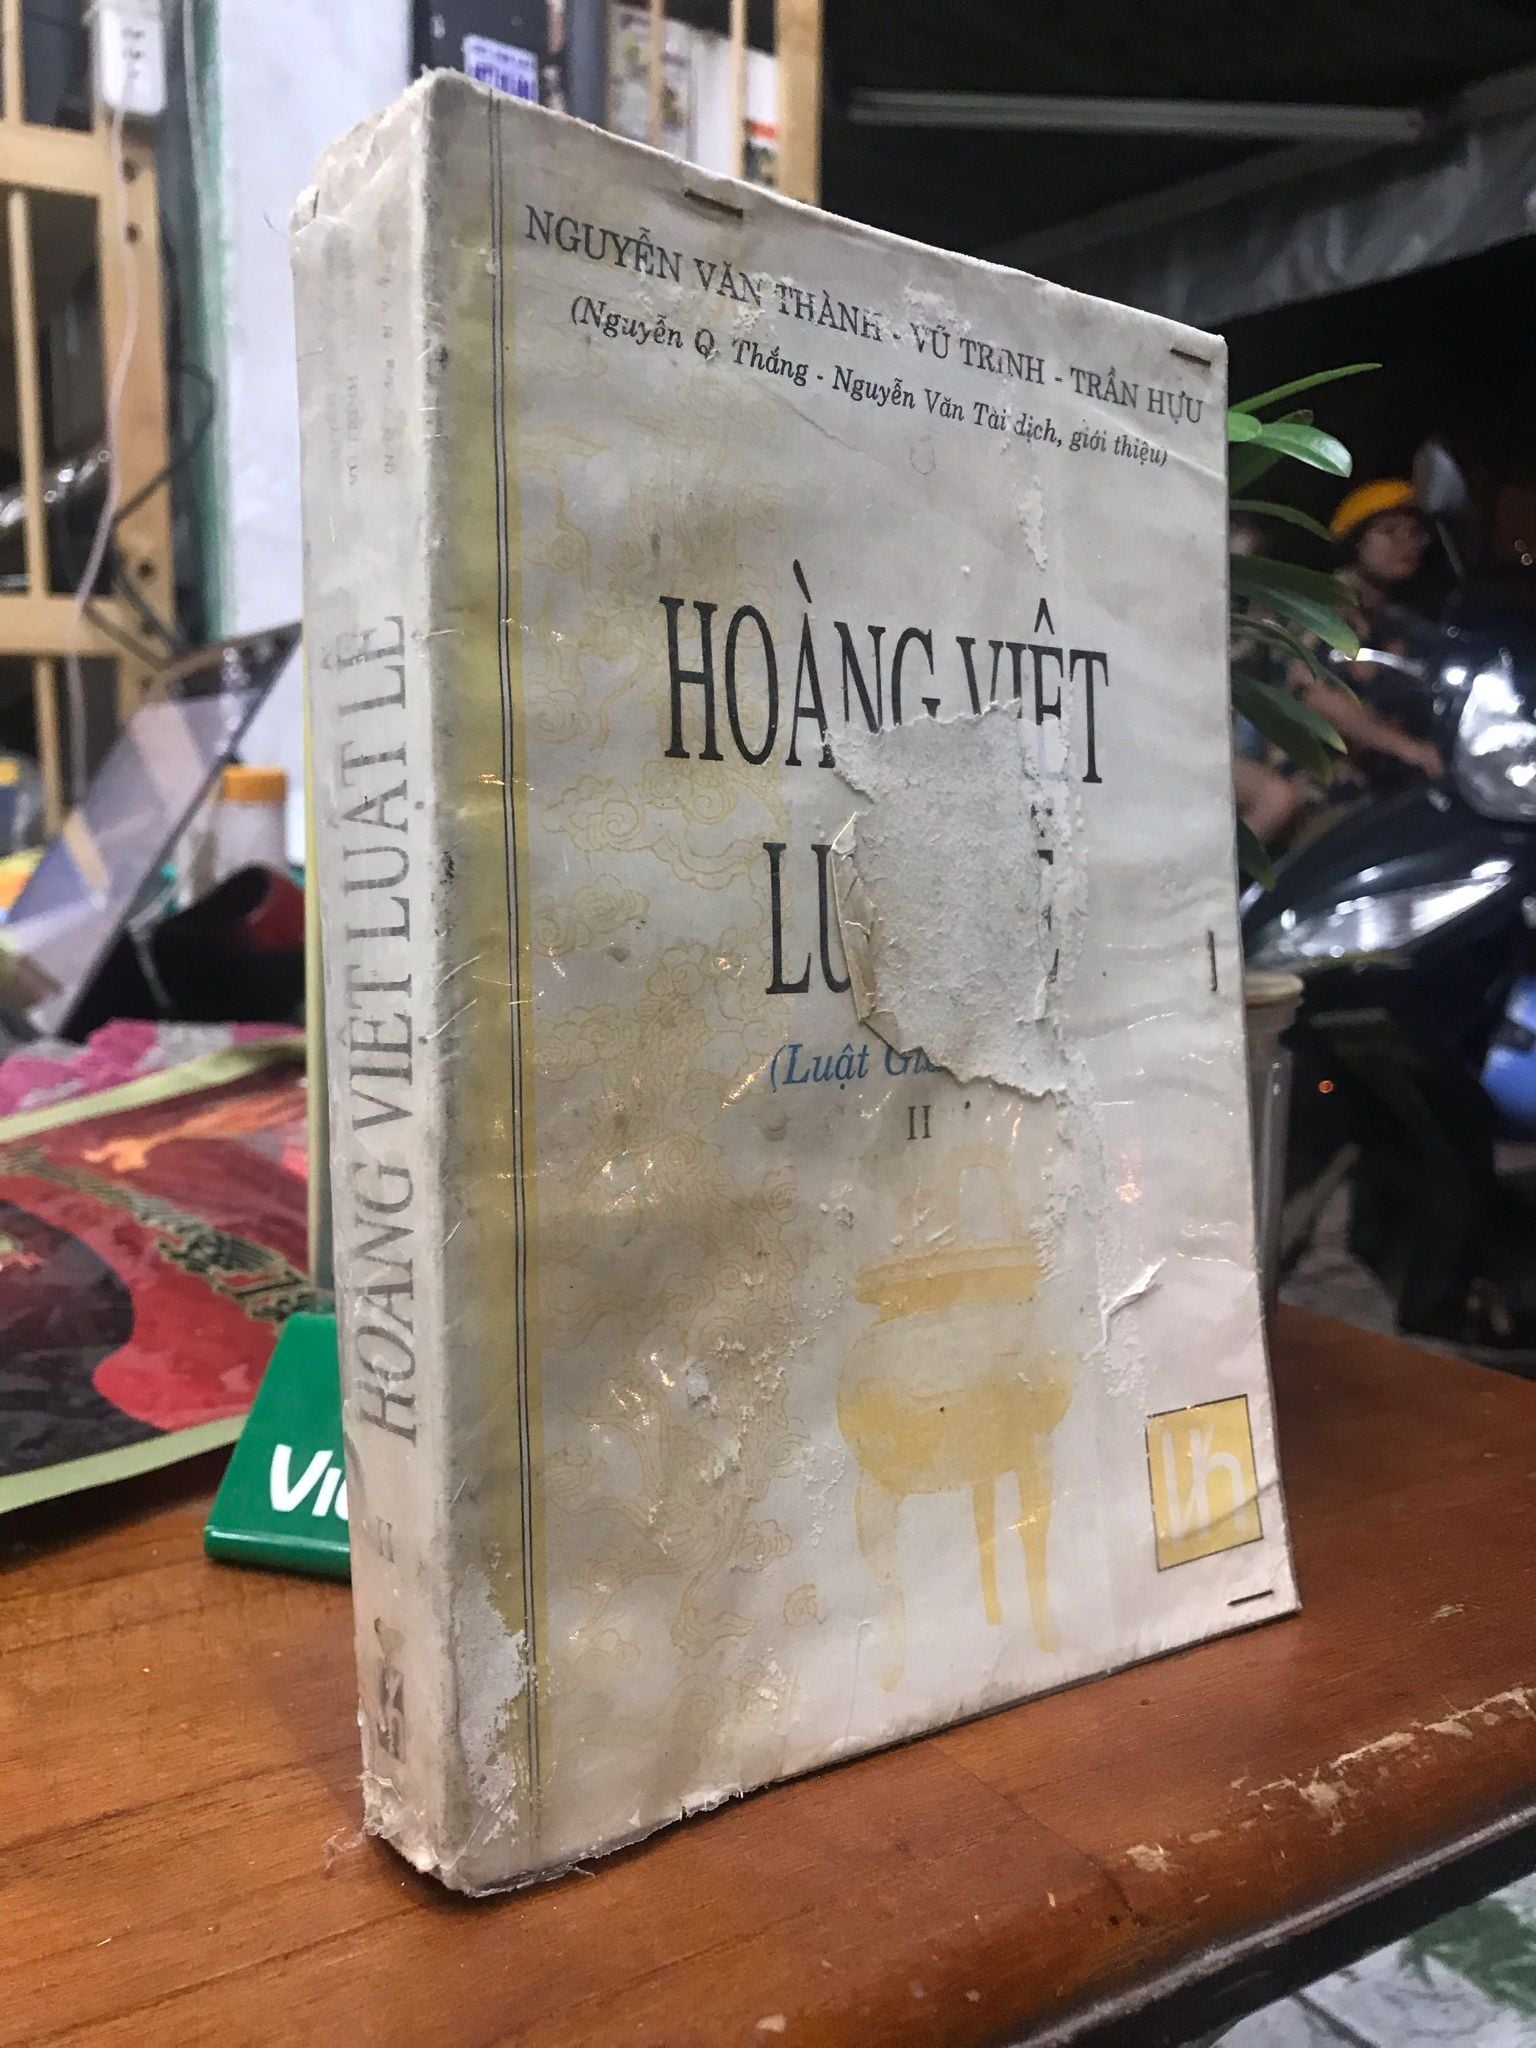 NGUYỄN VĂN THÀNH - VŨ TRINH - TRẦN HỰU
(Nguyễn Q. Thắng - Nguyễn Văn Tài dịch, giới thiệu)
HOÀNG VIỆT
LU
(Luật Gia
II
HOÀNG VIỆT LUẬT LỆ
II